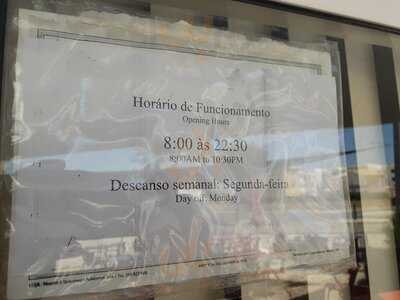 Horário de Funcionamento
Opening Hours
8:00 às 22:30
8:00AM to 10:30PM
Descanso semanal: Segunda-feira
Day off: Monday